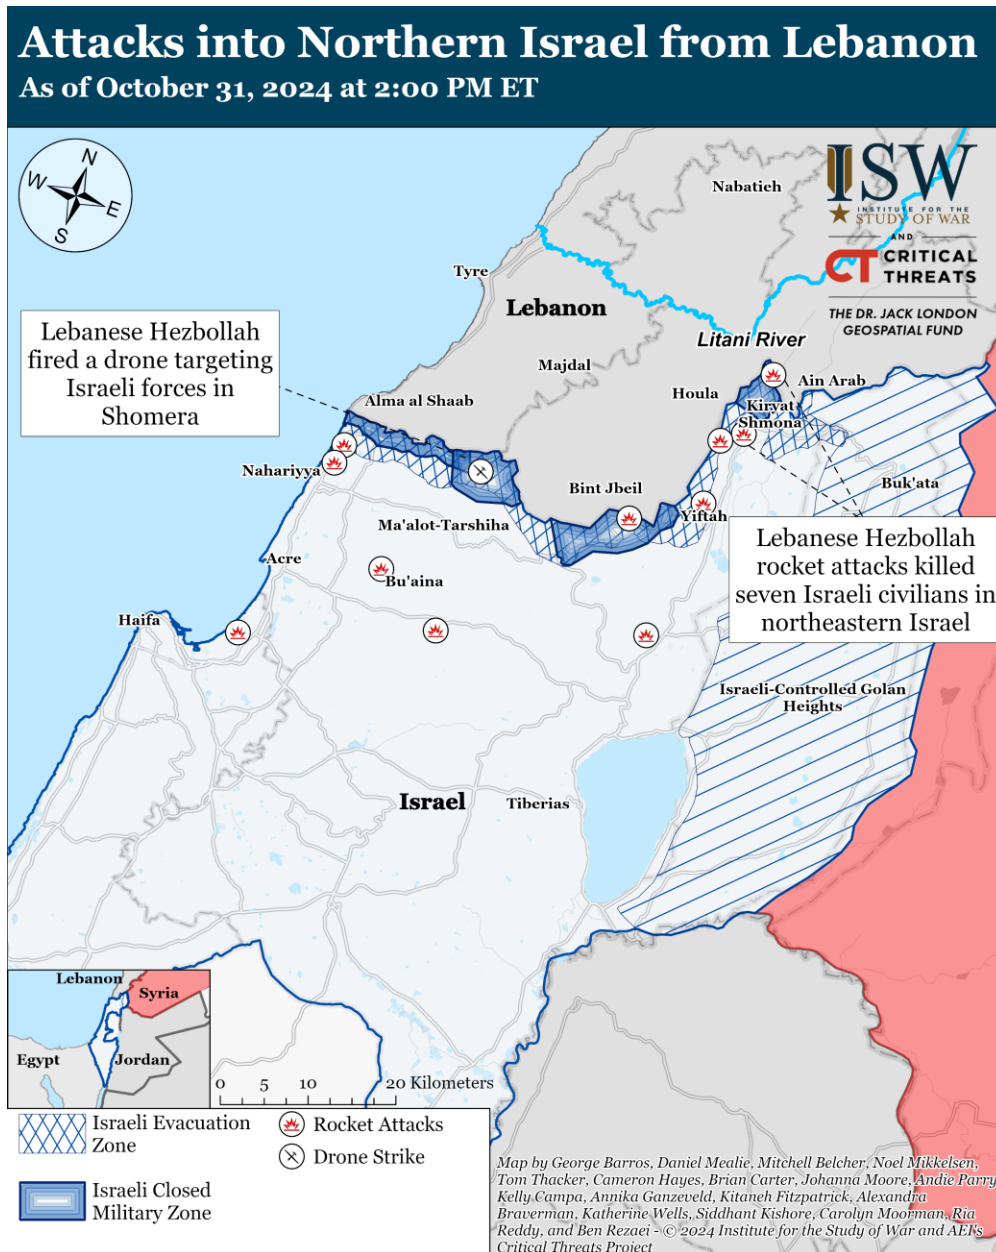 Attacks into Northern Israel from Lebanon
As of October 31, 2024 at 2:00 PM ET
N
W
E
S
Nabatieh
ISW
INSTITUTE FOR THE
STUDY OF WAR
AND
CT CRITICAL
THREATS
THE DR. JACK LONDON
GEOSPATIAL FUND
Tyre
Lebanon
Litani River
Lebanese Hezbollah
fired a drone targeting
Israeli forces in
Shomera
Majdal
Ain Arab
Houla
Alma al Shaab
Kiryat
Shmona
Nahariyya
Buk'ata
Bint Jbeil
Yiftah
Ma'alot-Tarshiha
Lebanese Hezbollah
rocket attacks killed
seven Israeli civilians in
northeastern Israel
Acre
Bu'aina
Haifa
Israeli-Controlled Golan
Heights
Israel
Tiberias
Lebanon
Syria
Egypt
Jordan
0 5 10 20 Kilometers
Israeli Evacuation
Zone
Rocket Attacks
Drone Strike
Israeli Closed
Military Zone
Map by George Barros, Daniel Mealie, Mitchell Belcher, Noel Mikkelsen,
Tom Thacker, Cameron Hayes, Brian Carter, Johanna Moore, Andie Parry,
Kelly Campa, Annika Ganzeveld, Kitaneh Fitzpatrick, Alexandra
Braverman, Katherine Wells, Siddhant Kishore, Carolyn Moorman, Ria
Reddy, and Ben Rezaei - © 2024 Institute for the Study of War and AEI's
Critical Threats Project